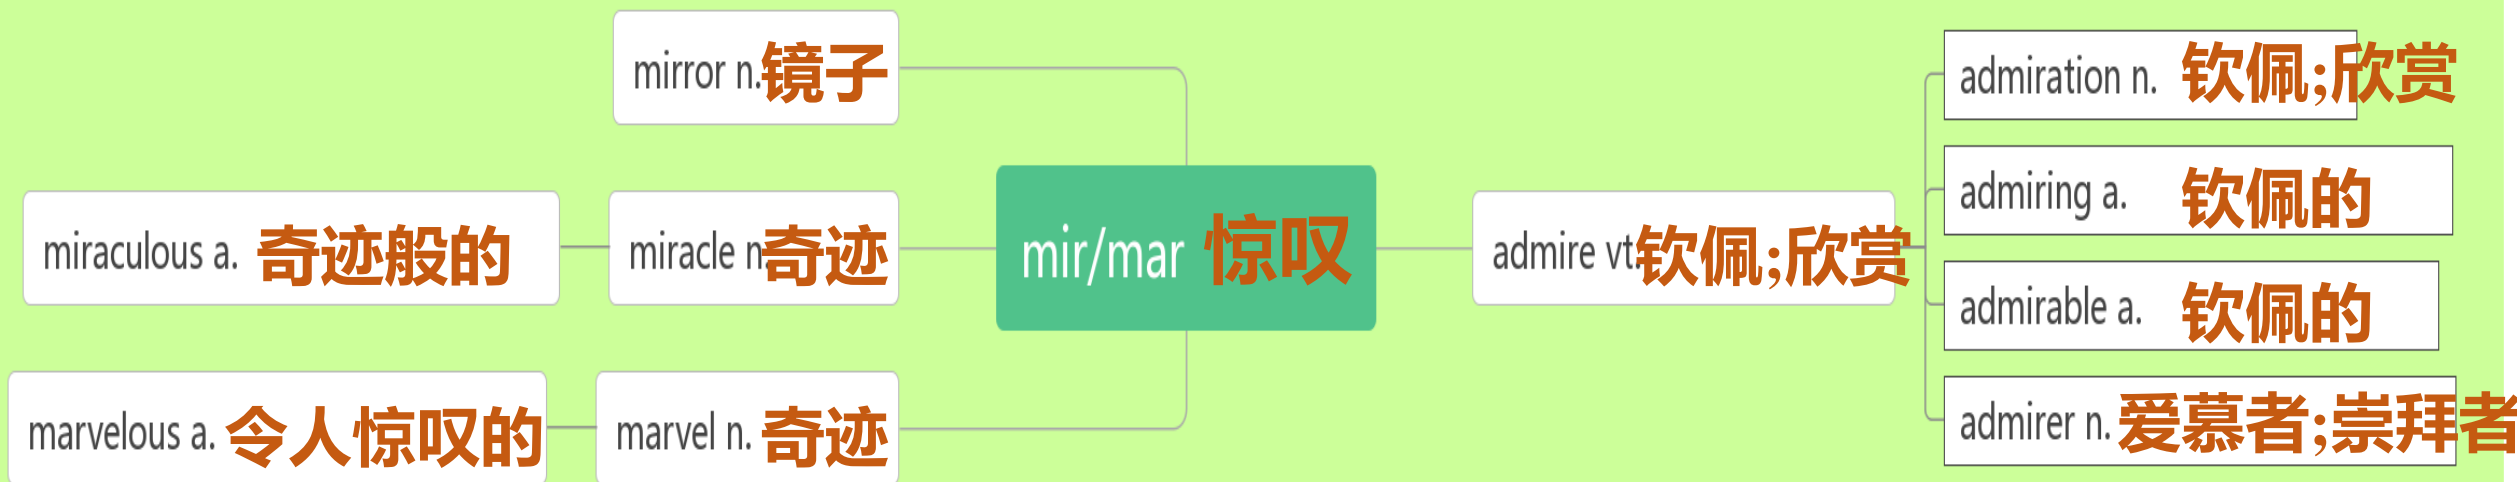 mirror n.镜子
miraculous a. 奇迹般的
miracle n.奇迹
marvelous a. 令人惊叹的
marvel n. 奇迹
mir/mar 惊叹
admire vt.钦佩;欣赏
admiration n. 钦佩;欣赏
admiring a. 钦佩的
admirable a. 钦佩的
admirer n.爱慕者;崇拜者